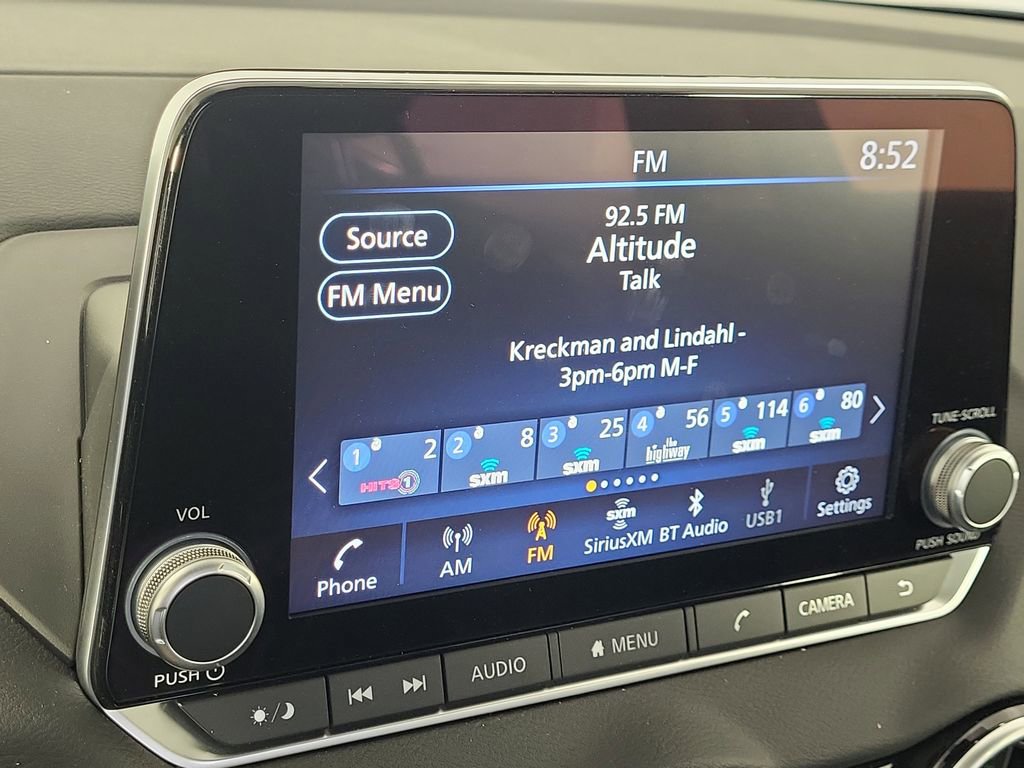 FM
8:52
92.5 FM
Altitude
Talk
Source
FM Menu
Kreckman and Lindahl -
3pm-6pm M-F
1 2 HITS 1
2 8 sxm
3 25 sxm
4 56 the highway
5 114 sxm
6 80 sxm
Phone
AM
FM
sxm
SiriusXM
BT Audio
USB1
Settings
VOL
PUSH
TUNE-SCROLL
PUSH SOUND
AUDIO
MENU
CAMERA